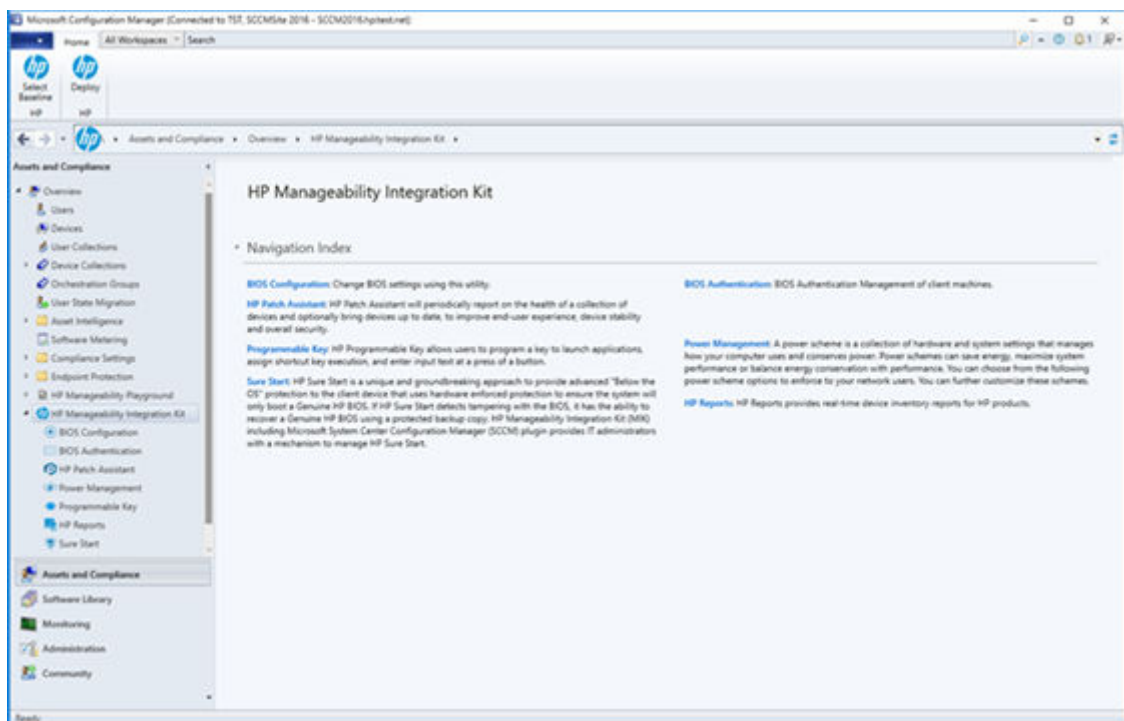 Microsoft Configuration Manager (Connected to TST, SCCMSite 2016 - SCCM2016.hptest.net)
Home
All Workspaces
Search
1
hp
hp
Select
Baseline
Deploy
HP
HP
hp
Assets and Compliance
Overview
HP Manageability Integration Kit
Assets and Compliance
Overview
Users
Devices
User Collections
Device Collections
Orchestration Groups
User State Migration
Asset Intelligence
Software Metering
Compliance Settings
Endpoint Protection
HP Manageability Playground
HP Manageability Integration Kit
BIOS Configuration
BIOS Authentication
HP Patch Assistant
Power Management
Programmable Key
HP Reports
Sure Start
Assets and Compliance
Software Library
Monitoring
Administration
Community
HP Manageability Integration Kit
Navigation Index
BIOS Configuration: Change BIOS settings using this utility.
HP Patch Assistant: HP Patch Assistant will periodically report on the health of a collection of
devices and optionally bring devices up to date, to improve end-user experience, device stability
and overall security.
Programmable Key: HP Programmable Key allows users to program a key to launch applications,
assign shortcut key execution, and enter input text at a press of a button.
Sure Start: HP Sure Start is a unique and groundbreaking approach to provide advanced "Below the
OS" protection to the client device that uses hardware enforced protection to ensure the system will
only boot a Genuine HP BIOS. If HP Sure Start detects tampering with the BIOS, it has the ability to
recover a Genuine HP BIOS using a protected backup copy. HP Manageability Integration Kit (MIK)
including Microsoft System Center Configuration Manager (SCCM) plugin provides IT administrators
with a mechanism to manage HP Sure Start.
BIOS Authentication: BIOS Authentication Management of client machines.
Power Management: A power scheme is a collection of hardware and system settings that manages
how your computer uses and conserves power. Power schemes can save energy, maximize system
performance or balance energy conservation with performance. You can choose from the following
power scheme options to enforce to your network users. You can further customize these schemes.
HP Reports: HP Reports provides real-time device inventory reports for HP products.
Ready